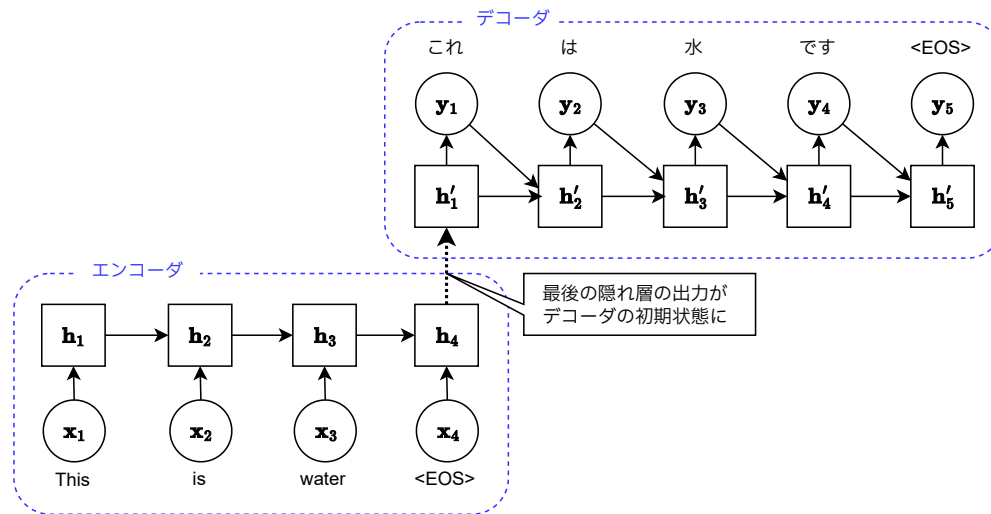 デコーダ
これ は 水 です <EOS>
y₁ y₂ y₃ y₄ y₅
h′₁ h′₂ h′₃ h′₄ h′₅
エンコーダ
最後の隠れ層の出力が
デコーダの初期状態に
h₁ h₂ h₃ h₄
x₁ x₂ x₃ x₄
This is water <EOS>